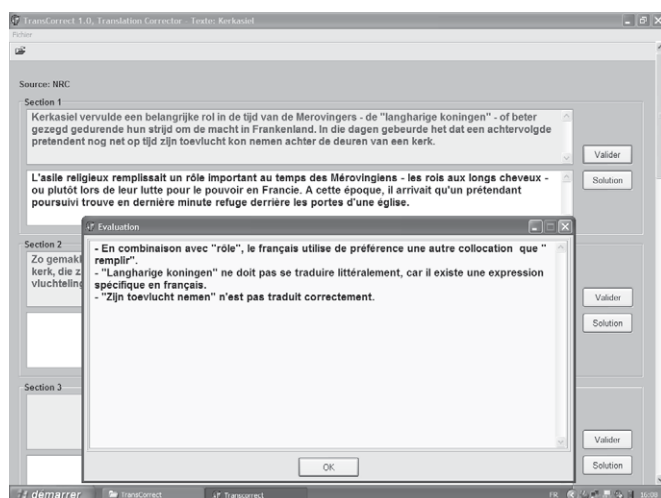 TransCorrect 1.0, Translation Corrector - Texte: Kerkasiel
Fichier
Source: NRC
Section 1
Kerkasiel vervulde een belangrijke rol in de tijd van de Merovingers - de "langharige koningen" - of beter
gezegd gedurende hun strijd om de macht in Frankenland. In die dagen gebeurde het dat een achtervolgde
pretendent nog net op tijd zijn toevlucht kon nemen achter de deuren van een kerk.
Valider
L'asile religieux remplissait un rôle important au temps des Mérovingiens - les rois aux longs cheveux -
ou plutôt lors de leur lutte pour le pouvoir en Francie. A cette époque, il arrivait qu'un prétendant
poursuivi trouve en dernière minute refuge derrière les portes d'une église.
Solution
Evaluation
- En combinaison avec "rôle", le français utilise de préférence une autre collocation que "
remplir".
- "Langharige koningen" ne doit pas se traduire littéralement, car il existe une expression
spécifique en français.
- "Zijn toevlucht nemen" n'est pas traduit correctement.
OK
Section 2
Zo gemakl
kerk, die z
vluchteling
Valider
Solution
Section 3
Valider
Solution
démarrer
TransCorrect
Transcorrect
FR
16:08